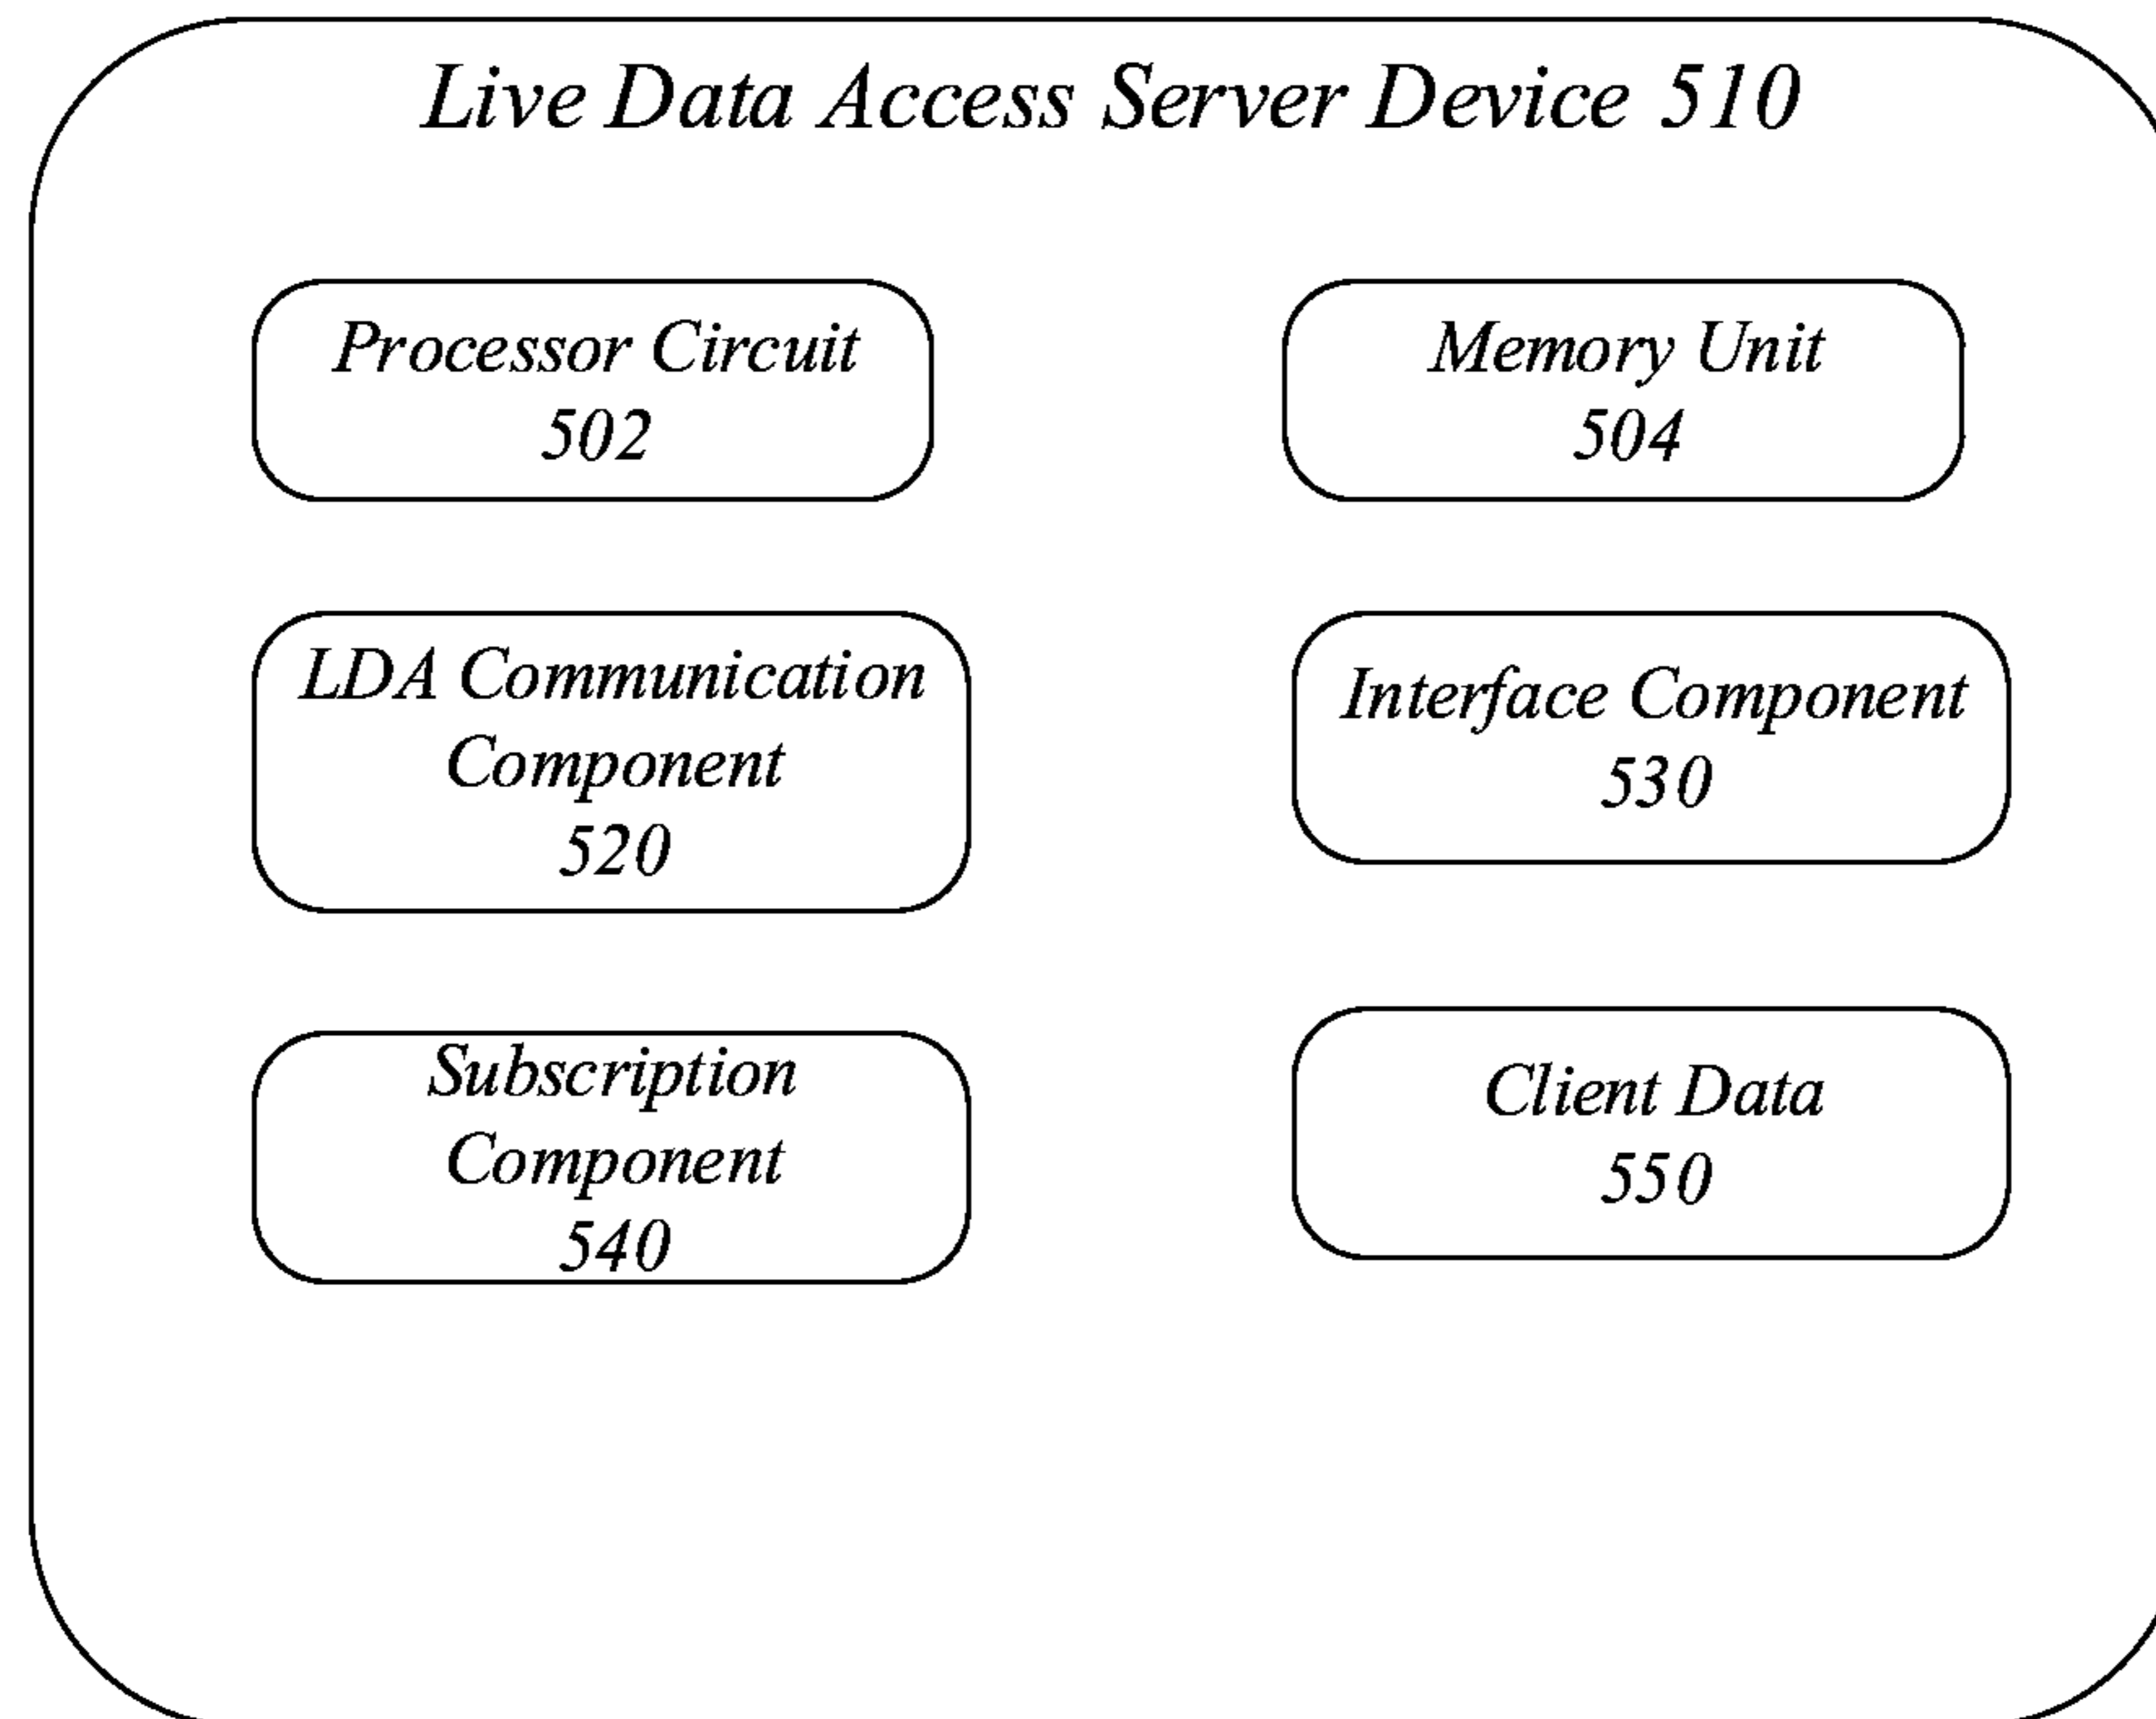 Live Data Access Server Device 510
Processor Circuit
502
Memory Unit
504
LDA Communication
Component
520
Interface Component
530
Subscription
Component
540
Client Data
550